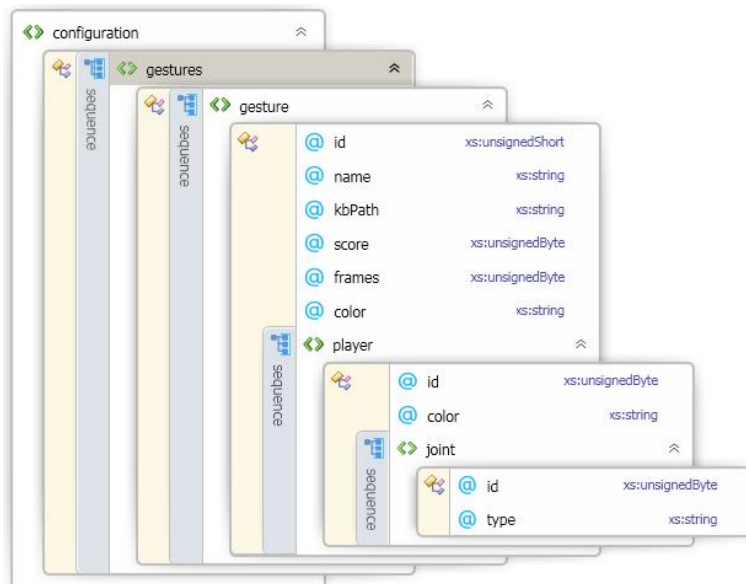 configuration
gestures
sequence
gesture
sequence
@ id xs:unsignedShort
@ name xs:string
@ kbPath xs:string
@ score xs:unsignedByte
@ frames xs:unsignedByte
@ color xs:string
player
sequence
@ id xs:unsignedByte
@ color xs:string
joint
sequence
@ id xs:unsignedByte
@ type xs:string